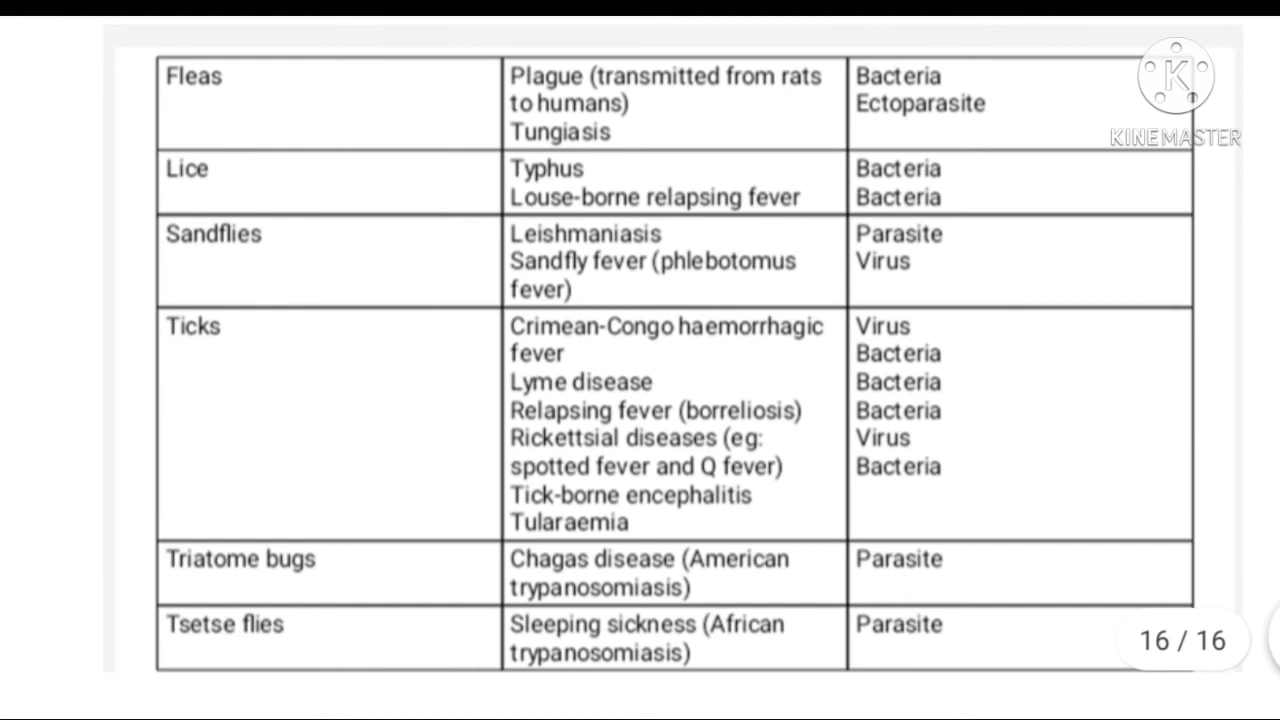 Fleas
Plague (transmitted from rats
to humans)
Tungiasis
Bacteria
Ectoparasite
Lice
Typhus
Louse-borne relapsing fever
Bacteria
Bacteria
Sandflies
Leishmaniasis
Sandfly fever (phlebotomus
fever)
Parasite
Virus
Ticks
Crimean-Congo haemorrhagic
fever
Lyme disease
Relapsing fever (borreliosis)
Rickettsial diseases (eg:
spotted fever and Q fever)
Tick-borne encephalitis
Tularaemia
Virus
Bacteria
Bacteria
Bacteria
Virus
Bacteria
Triatome bugs
Chagas disease (American
trypanosomiasis)
Parasite
Tsetse flies
Sleeping sickness (African
trypanosomiasis)
Parasite
16 / 16
K
KINEMASTER